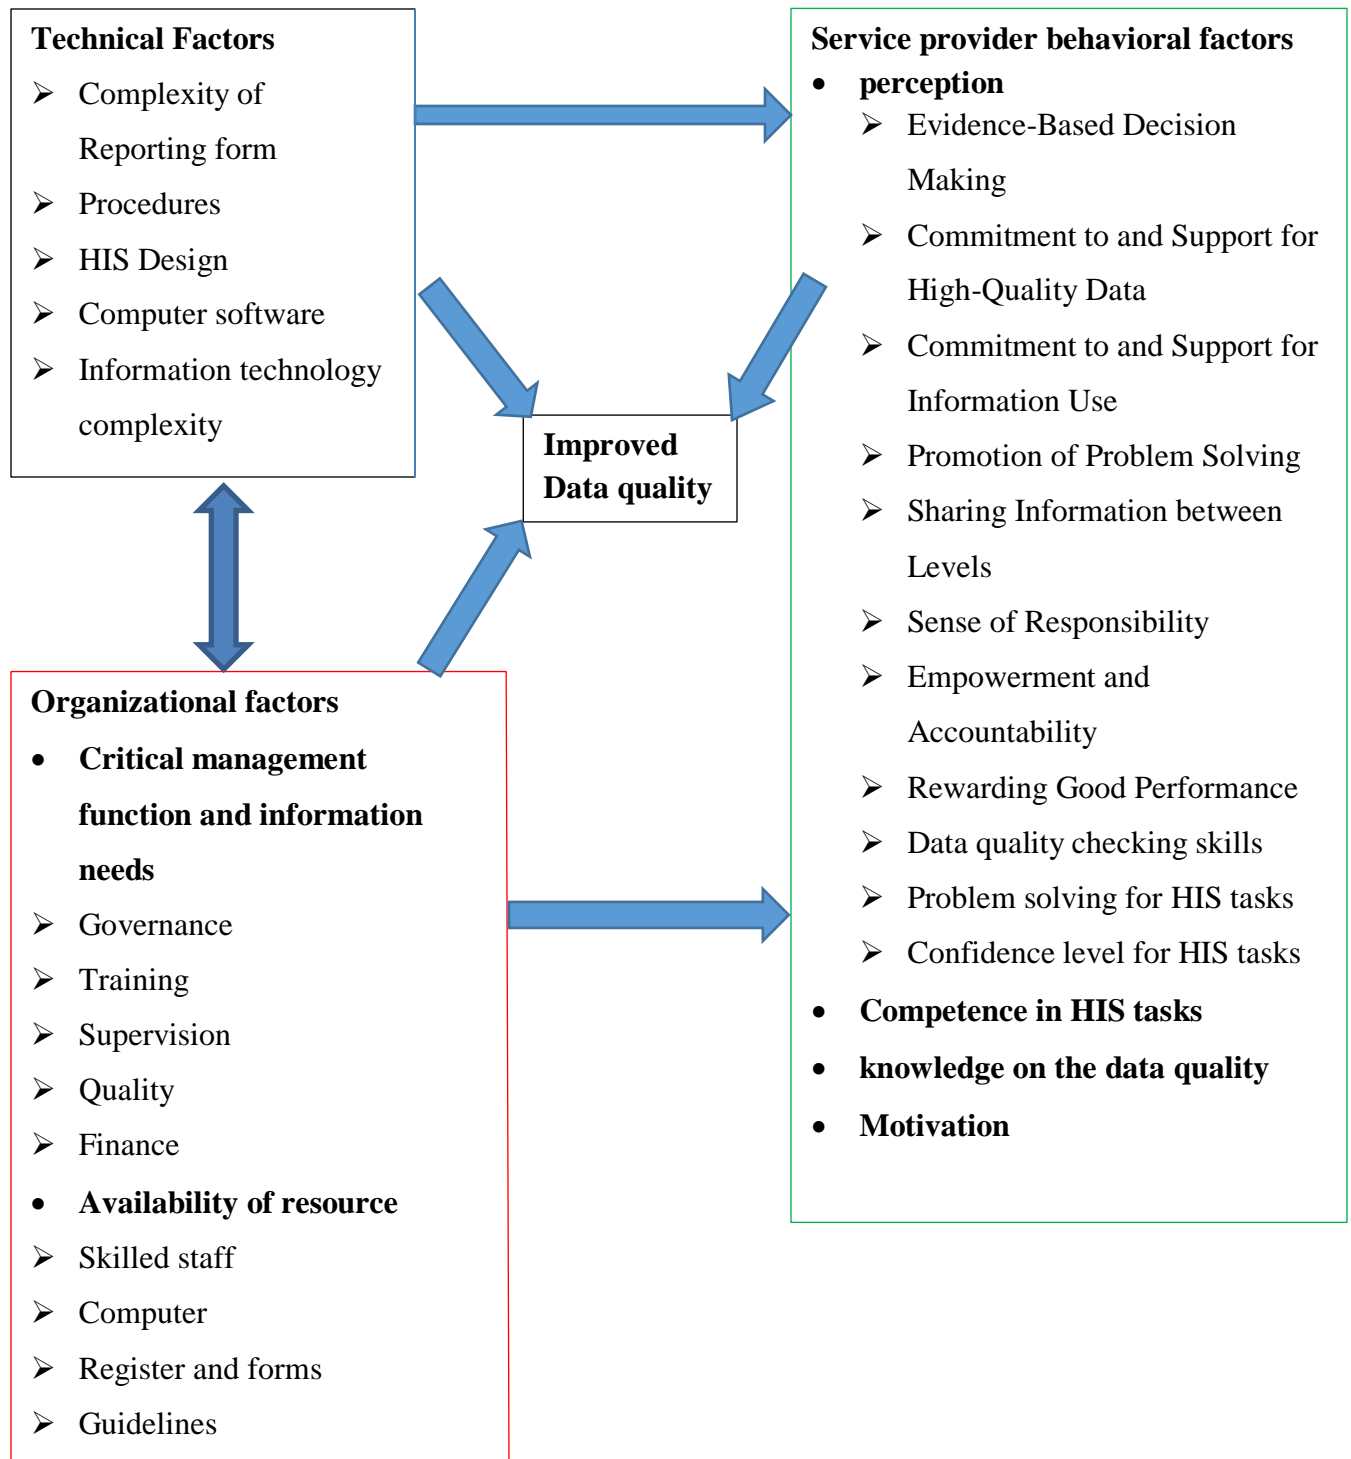 Technical Factors
➢ Complexity of
Reporting form
➢ Procedures
➢ HIS Design
➢ Computer software
➢ Information technology
complexity
Service provider behavioral factors
• perception
➢ Evidence-Based Decision
Making
➢ Commitment to and Support for
High-Quality Data
➢ Commitment to and Support for
Information Use
➢ Promotion of Problem Solving
➢ Sharing Information between
Levels
➢ Sense of Responsibility
➢ Empowerment and
Accountability
➢ Rewarding Good Performance
➢ Data quality checking skills
➢ Problem solving for HIS tasks
➢ Confidence level for HIS tasks
• Competence in HIS tasks
• knowledge on the data quality
• Motivation
Improved
Data quality
Organizational factors
• Critical management
function and information
needs
➢ Governance
➢ Training
➢ Supervision
➢ Quality
➢ Finance
• Availability of resource
➢ Skilled staff
➢ Computer
➢ Register and forms
➢ Guidelines